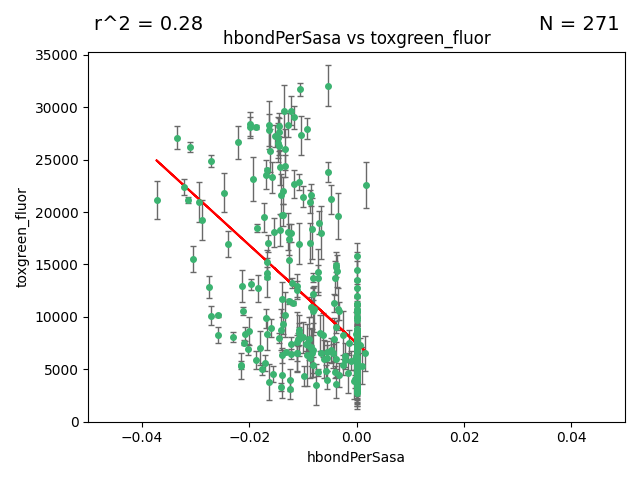 r^2 = 0.28
N = 271
hbondPerSasa vs toxgreen_fluor
35000
30000
25000
20000
15000
10000
5000
0
toxgreen_fluor
−0.04
−0.02
0.00
0.02
0.04
hbondPerSasa